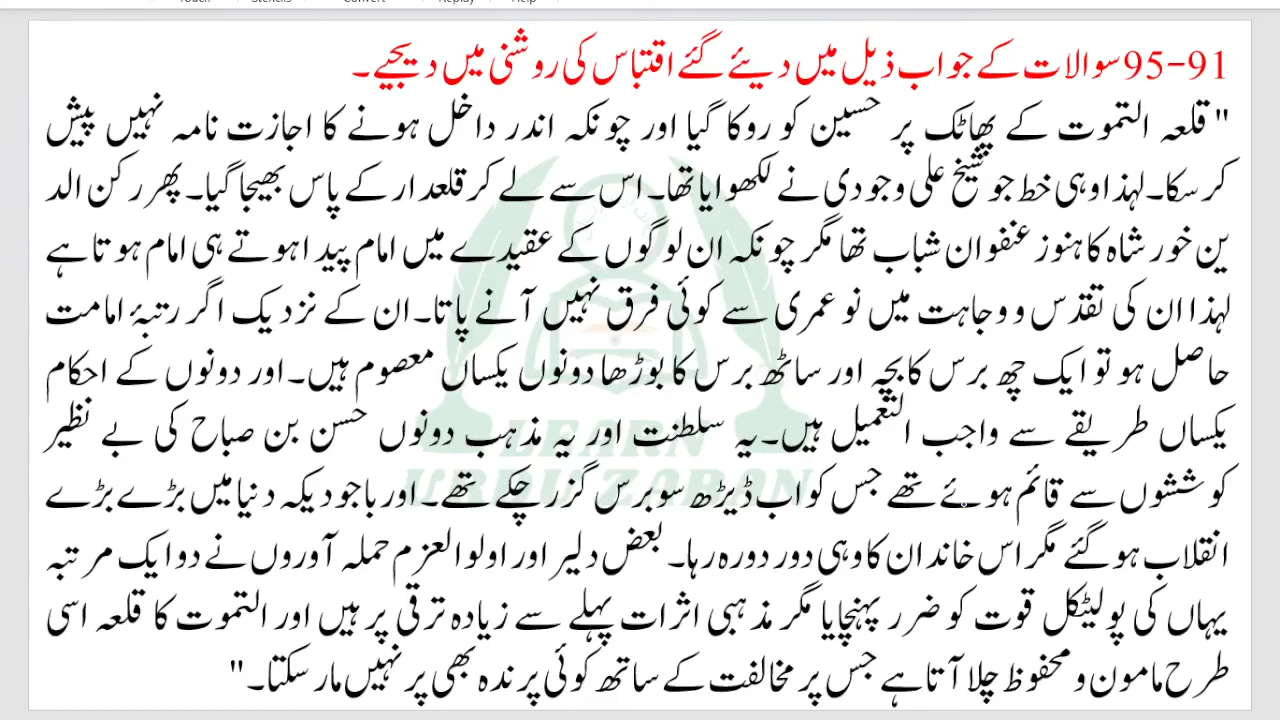 Touch Stencils Convert Replay Help
91-95 سوالات کے جواب ذیل میں دیئے گئے اقتباس کی روشنی میں دیجیے۔
"قلعہ التموت کے پھاٹک پر حسین کو روکا گیا اور چونکہ اندر داخل ہونے کا اجازت نامہ نہیں پیش
کر سکا۔ لہذا وہی خط جو شیخ علی وجودی نے لکھوایا تھا۔ اس سے لے کر قلعدار کے پاس بھیجا گیا۔ پھر رکن الد
ین خور شاہ کا ہنوز عنفوان شباب تھا مگر چونکہ ان لوگوں کے عقیدے میں امام پیدا ہوتے ہی امام ہوتا ہے
لہذا ان کی تقدّس و وجاہت میں نو عمری سے کوئی فرق نہیں آنے پاتا۔ ان کے نزدیک اگر رتبۂ امامت
حاصل ہو تو ایک چھ برس کا بچہ اور ساٹھ برس کا بوڑھا دونوں یکساں معصوم ہیں۔ اور دونوں کے احکام
یکساں طریقے سے واجب التعمیل ہیں۔ یہ سلطنت اور یہ مذہب دونوں حسن بن صباح کی بے نظیر
کوششوں سے قائم ہوئے تھے جس کو اب ڈیڑھ سو برس گزر چکے تھے۔ اور باجودیکہ دنیا میں بڑے بڑے
انقلاب ہو گئے مگر اس خاندان کا وہی دور دورہ رہا۔ بعض دلیر اور اولوالعزم حملہ آوروں نے دو ایک مرتبہ
یہاں کی پولیٹکل قوت کو ضرر پہنچایا مگر مذہبی اثرات پہلے سے زیادہ ترقی پر ہیں اور التموت کا قلعہ اسی
طرح مامون و محفوظ چلا آتا ہے جس پر مخالفت کے ساتھ کوئی پرندہ بھی پر نہیں مار سکتا۔"
LEARN
URDU ZUBAN